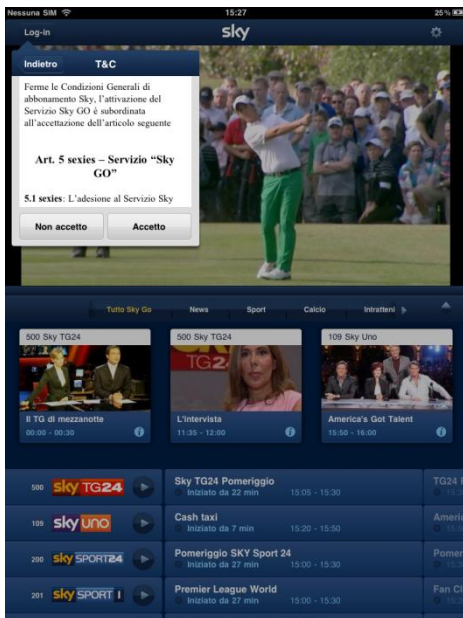 Nessuna SIM 15:27 25%
Log-in sky
Indietro T&C
Ferme le Condizioni Generali di
abbonamento Sky, l'attivazione del
Servizio Sky GO è subordinata
all'accettazione dell'articolo seguente
Art. 5 sexies – Servizio “Sky
GO”
5.1 sexies: L'adesione al Servizio Sky
Non accetto Accetto
Tutto Sky Go News Sport Calcio Intratteni
500 Sky TG24 500 Sky TG24 109 Sky Uno
TG2
Il TG di mezzanotte L'intervista America's Got Talent
00:00 - 00:30 11:35 - 12:00 15:50 - 16:00
500 sky TG24 Sky TG24 Pomeriggio TG24
Iniziato da 22 min 15:05 - 15:30
109 sky uno Cash taxi Americ
Iniziato da 7 min 15:20 - 15:50
200 sky SPORT24 Pomeriggio SKY Sport 24 Pomer
Iniziato da 27 min 15:00 - 15:30
201 sky SPORT 1 Premier League World Fan Cl
Iniziato da 27 min 15:00 - 15:30